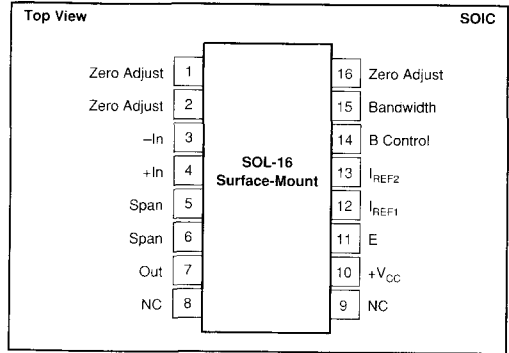 Top View SOIC
Zero Adjust 1 16 Zero Adjust
Zero Adjust 2 15 Bandwidth
–In 3 14 B Control
+In 4 13 IREF2
SOL-16
Surface-Mount
Span 5 12 IREF1
Span 6 11 E
Out 7 10 +VCC
NC 8 9 NC